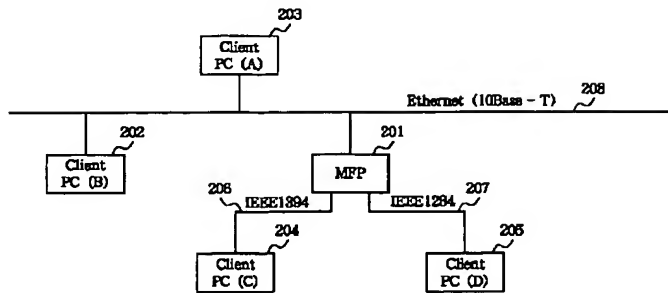 203
Client
PC (A)
Ethernet (10Base-T)
208
202
201
Client
PC (B)
MFP
206
IEEE1394
IEEE1284
207
204
205
Client
PC (C)
Client
PC (D)